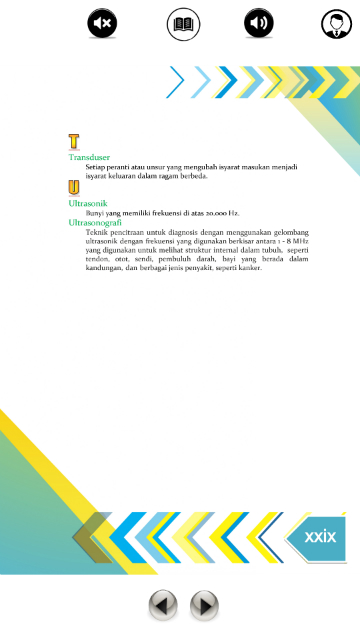 T
Transduser
Setiap peranti atau unsur yang mengubah isyarat masukan menjadi
isyarat keluaran dalam ragam berbeda.
U
Ultrasonik
Bunyi yang memiliki frekuensi di atas 20.000 Hz.
Ultrasonografi
Teknik pencitraan untuk diagnosis dengan menggunakan gelombang
ultrasonik dengan frekuensi yang digunakan berkisar antara 1 - 8 MHz
yang digunakan untuk melihat struktur internal dalam tubuh, seperti
tendon, otot, sendi, pembuluh darah, bayi yang berada dalam
kandungan, dan berbagai jenis penyakit, seperti kanker.
xxix